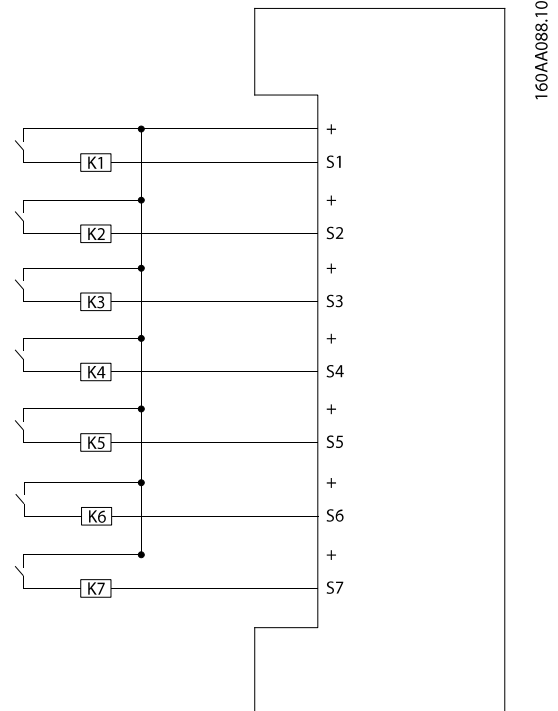 160AA088.10
+
K1 S1
+
K2 S2
+
K3 S3
+
K4 S4
+
K5 S5
+
K6 S6
+
K7 S7